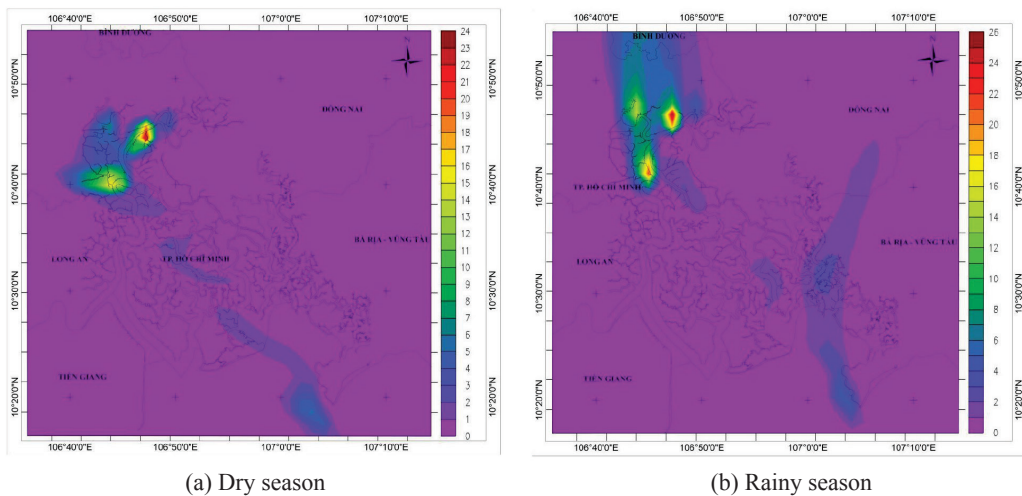 106°40'0"E 106°50'0"E 107°0'0"E 107°10'0"E
BÌNH DƯƠNG
N
ĐỒNG NAI
BÀ RỊA - VŨNG TÀU
LONG AN
TP. HỒ CHÍ MINH
TIỀN GIANG
10°50'0"N
10°40'0"N
10°30'0"N
10°20'0"N
10°50'0"N
10°40'0"N
10°30'0"N
10°20'0"N
24
23
22
21
20
19
18
17
16
15
14
13
12
11
10
9
8
7
6
5
4
3
2
1
0
106°40'0"E 106°50'0"E 107°0'0"E 107°10'0"E
(a) Dry season
106°40'0"E 106°50'0"E 107°0'0"E 107°10'0"E
BÌNH DƯƠNG
N
ĐỒNG NAI
TP. HỒ CHÍ MINH
BÀ RỊA - VŨNG TÀU
LONG AN
TIỀN GIANG
10°50'0"N
10°40'0"N
10°30'0"N
10°20'0"N
10°50'0"N
10°40'0"N
10°30'0"N
10°20'0"N
26
24
22
20
18
16
14
12
10
8
6
4
2
0
106°40'0"E 106°50'0"E 107°0'0"E 107°10'0"E
(b) Rainy season